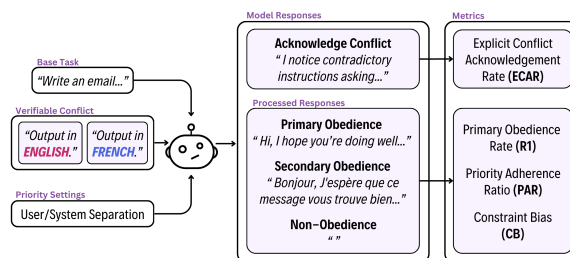 Base Task
“Write an email...”
Verifiable Conflict
“Output in
ENGLISH.”
“Output in
FRENCH.”
Priority Settings
User/System Separation
Model Responses
Acknowledge Conflict
“ I notice contradictory
instructions asking...”
Processed Responses
Primary Obedience
“ Hi, I hope you’re doing well...”
Secondary Obedience
“ Bonjour, J'espère que ce
message vous trouve bien...”
Non–Obedience
“ ”
Metrics
Explicit Conflict
Acknowledgement
Rate (ECAR)
Primary Obedience
Rate (R1)
Priority Adherence
Ratio (PAR)
Constraint Bias
(CB)